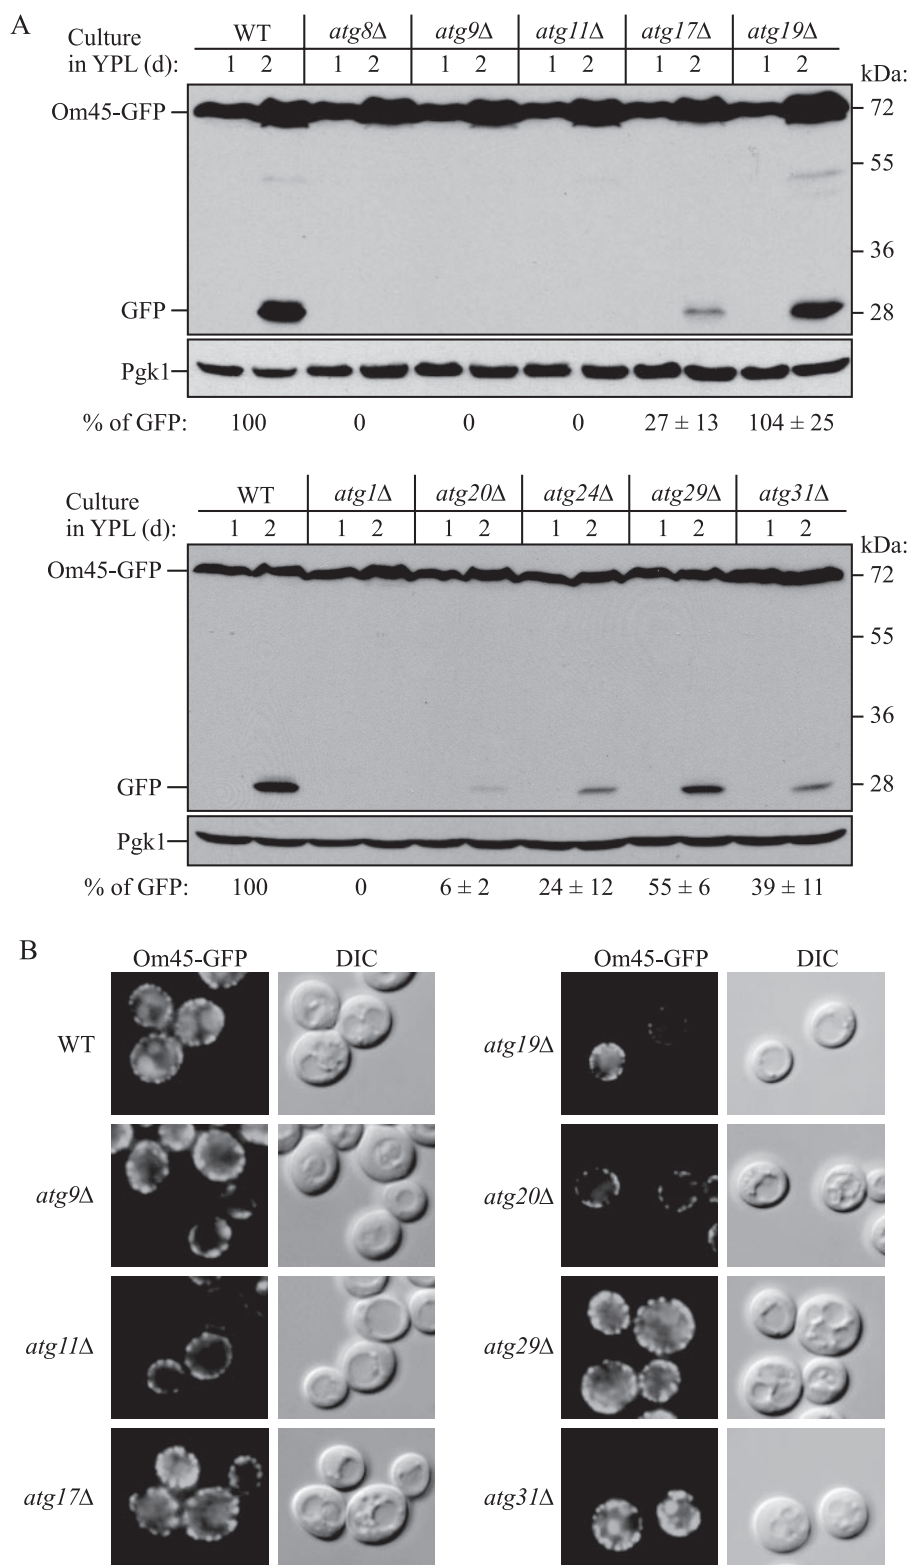 A
Culture
in YPL (d):
WT atg8Δ atg9Δ atg11Δ atg17Δ atg19Δ
1 2 1 2 1 2 1 2 1 2 1 2
kDa:
Om45-GFP
72
55
36
GFP
28
Pgk1
% of GFP: 100 0 0 0 27 ± 13 104 ± 25
Culture
in YPL (d):
WT atg1Δ atg20Δ atg24Δ atg29Δ atg31Δ
1 2 1 2 1 2 1 2 1 2 1 2
kDa:
Om45-GFP
72
55
36
GFP
28
Pgk1
% of GFP: 100 0 6 ± 2 24 ± 12 55 ± 6 39 ± 11
B
Om45-GFP DIC
WT
atg9Δ
atg11Δ
atg17Δ
Om45-GFP DIC
atg19Δ
atg20Δ
atg29Δ
atg31Δ